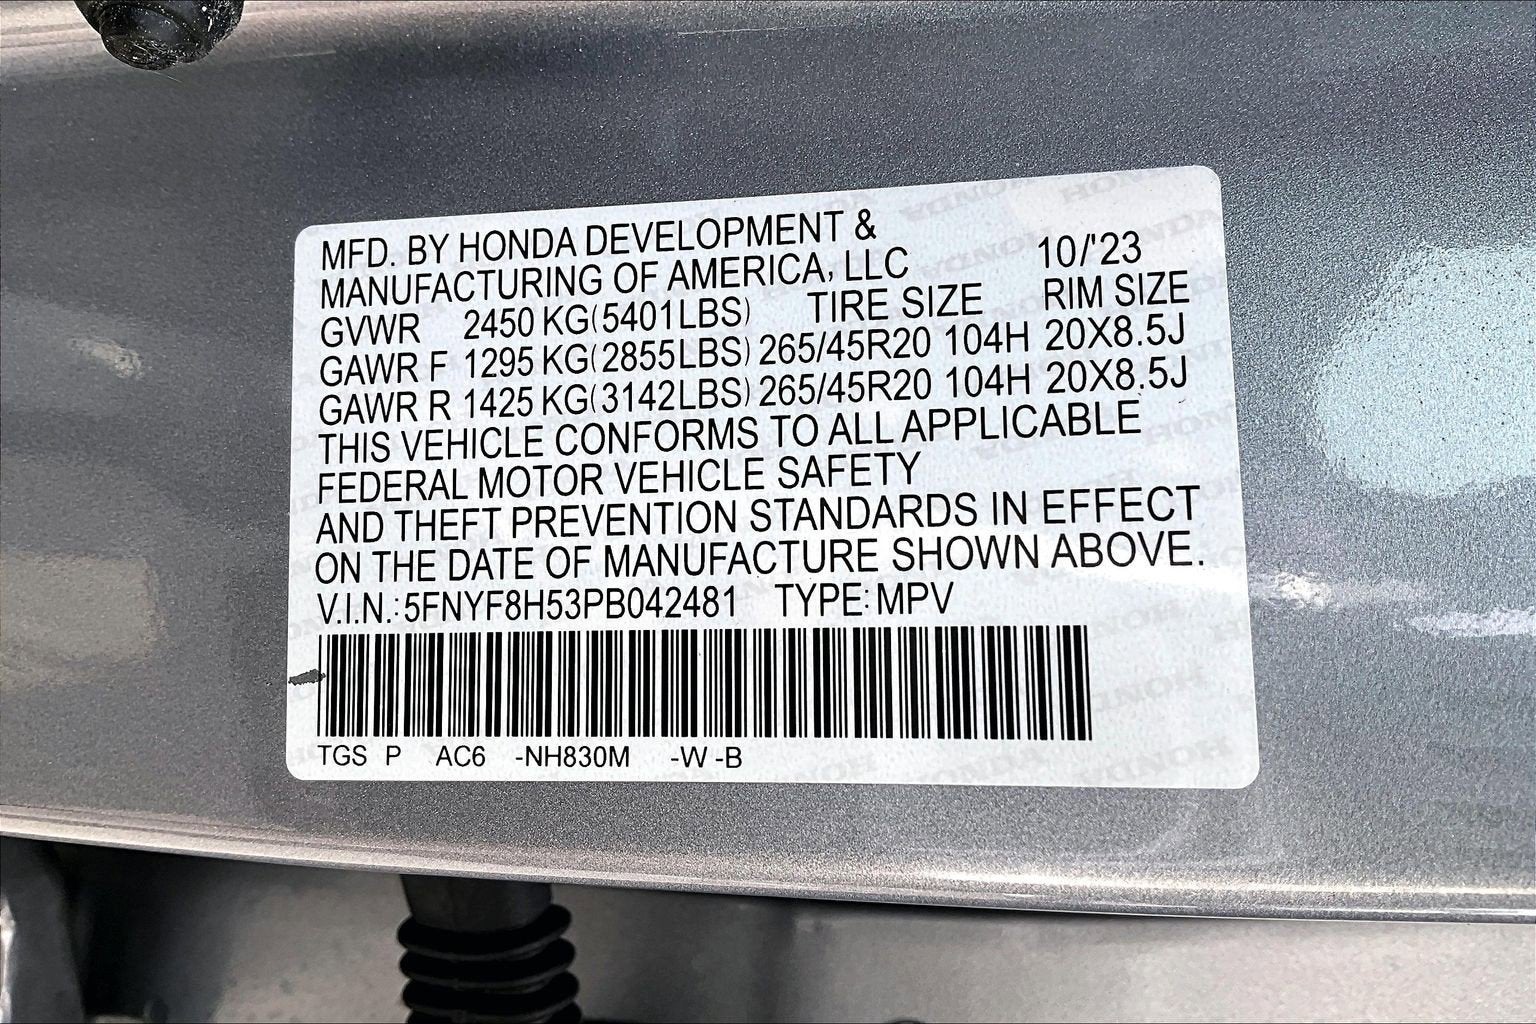 MFD. BY HONDA DEVELOPMENT &
MANUFACTURING OF AMERICA, LLC 10/'23
GVWR 2450 KG(5401LBS) TIRE SIZE RIM SIZE
GAWR F 1295 KG(2855LBS) 265/45R20 104H 20X8.5J
GAWR R 1425 KG(3142LBS) 265/45R20 104H 20X8.5J
THIS VEHICLE CONFORMS TO ALL APPLICABLE
FEDERAL MOTOR VEHICLE SAFETY
AND THEFT PREVENTION STANDARDS IN EFFECT
ON THE DATE OF MANUFACTURE SHOWN ABOVE.
V.I.N.: 5FNYF8H53PB042481 TYPE: MPV
TGS P AC6 -NH830M -W -B